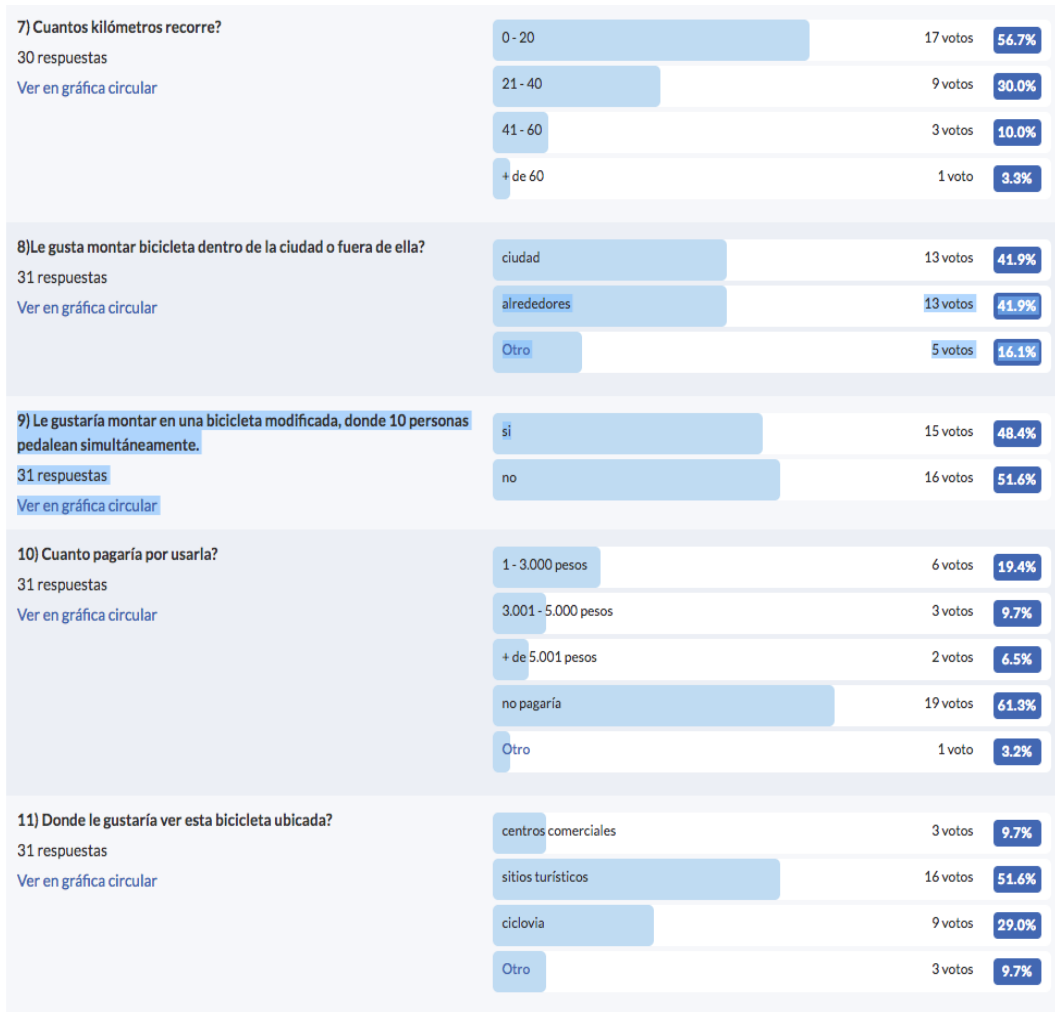 7) Cuantos kilómetros recorre?
30 respuestas
Ver en gráfica circular
0 - 20 17 votos 56.7%
21 - 40 9 votos 30.0%
41 - 60 3 votos 10.0%
+ de 60 1 voto 3.3%
8)Le gusta montar bicicleta dentro de la ciudad o fuera de ella?
31 respuestas
Ver en gráfica circular
ciudad 13 votos 41.9%
alrededores 13 votos 41.9%
Otro 5 votos 16.1%
9) Le gustaría montar en una bicicleta modificada, donde 10 personas
pedalean simultáneamente.
31 respuestas
Ver en gráfica circular
si 15 votos 48.4%
no 16 votos 51.6%
10) Cuanto pagaría por usarla?
31 respuestas
Ver en gráfica circular
1 - 3.000 pesos 6 votos 19.4%
3.001 - 5.000 pesos 3 votos 9.7%
+ de 5.001 pesos 2 votos 6.5%
no pagaría 19 votos 61.3%
Otro 1 voto 3.2%
11) Donde le gustaría ver esta bicicleta ubicada?
31 respuestas
Ver en gráfica circular
centros comerciales 3 votos 9.7%
sitios turísticos 16 votos 51.6%
ciclovia 9 votos 29.0%
Otro 3 votos 9.7%